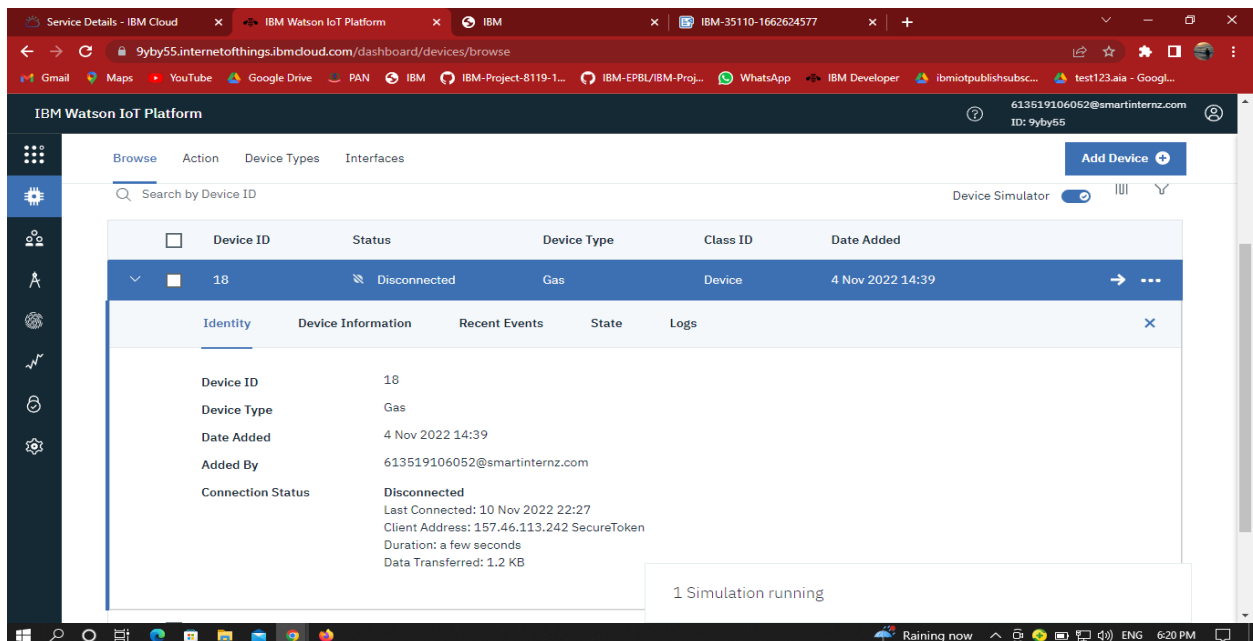 Service Details - IBM Cloud
IBM Watson IoT Platform
IBM
IBM-35110-1662624577
9yby55.internetofthings.ibmcloud.com/dashboard/devices/browse
Gmail Maps YouTube Google Drive PAN IBM IBM-Project-8119-1... IBM-EPBL/IBM-Proj... WhatsApp IBM Developer ibmiotpublishsubsc... test123.aia - Googl...
IBM Watson IoT Platform
613519106052@smartinternz.com
ID: 9yby55
Browse Action Device Types Interfaces Add Device
Search by Device ID Device Simulator
Device ID Status Device Type Class ID Date Added
18 Disconnected Gas Device 4 Nov 2022 14:39
Identity Device Information Recent Events State Logs
Device ID 18
Device Type Gas
Date Added 4 Nov 2022 14:39
Added By 613519106052@smartinternz.com
Connection Status Disconnected
Last Connected: 10 Nov 2022 22:27
Client Address: 157.46.113.242 SecureToken
Duration: a few seconds
Data Transferred: 1.2 KB
1 Simulation running
Raining now ENG 6:20 PM